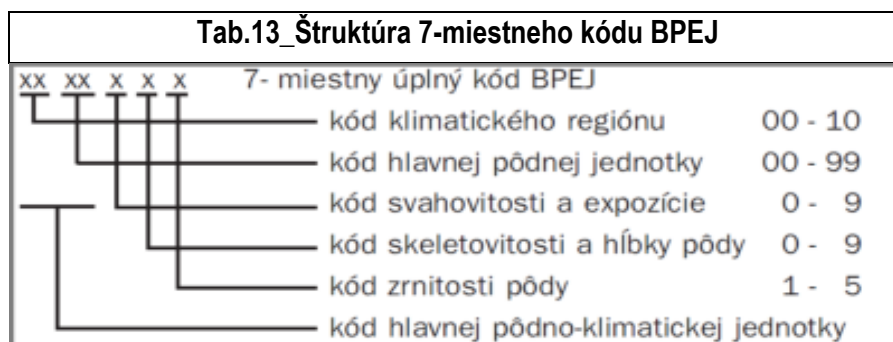 Tab.13_Štruktúra 7-miestneho kódu BPEJ
xx xx x x x 7- miestny úplný kód BPEJ
kód klimatického regiónu 00 - 10
kód hlavnej pôdnej jednotky 00 - 99
kód svahovitosti a expozície 0 - 9
kód skeletovitosti a hĺbky pôdy 0 - 9
kód zrnitosti pôdy 1 - 5
kód hlavnej pôdno-klimatickej jednotky